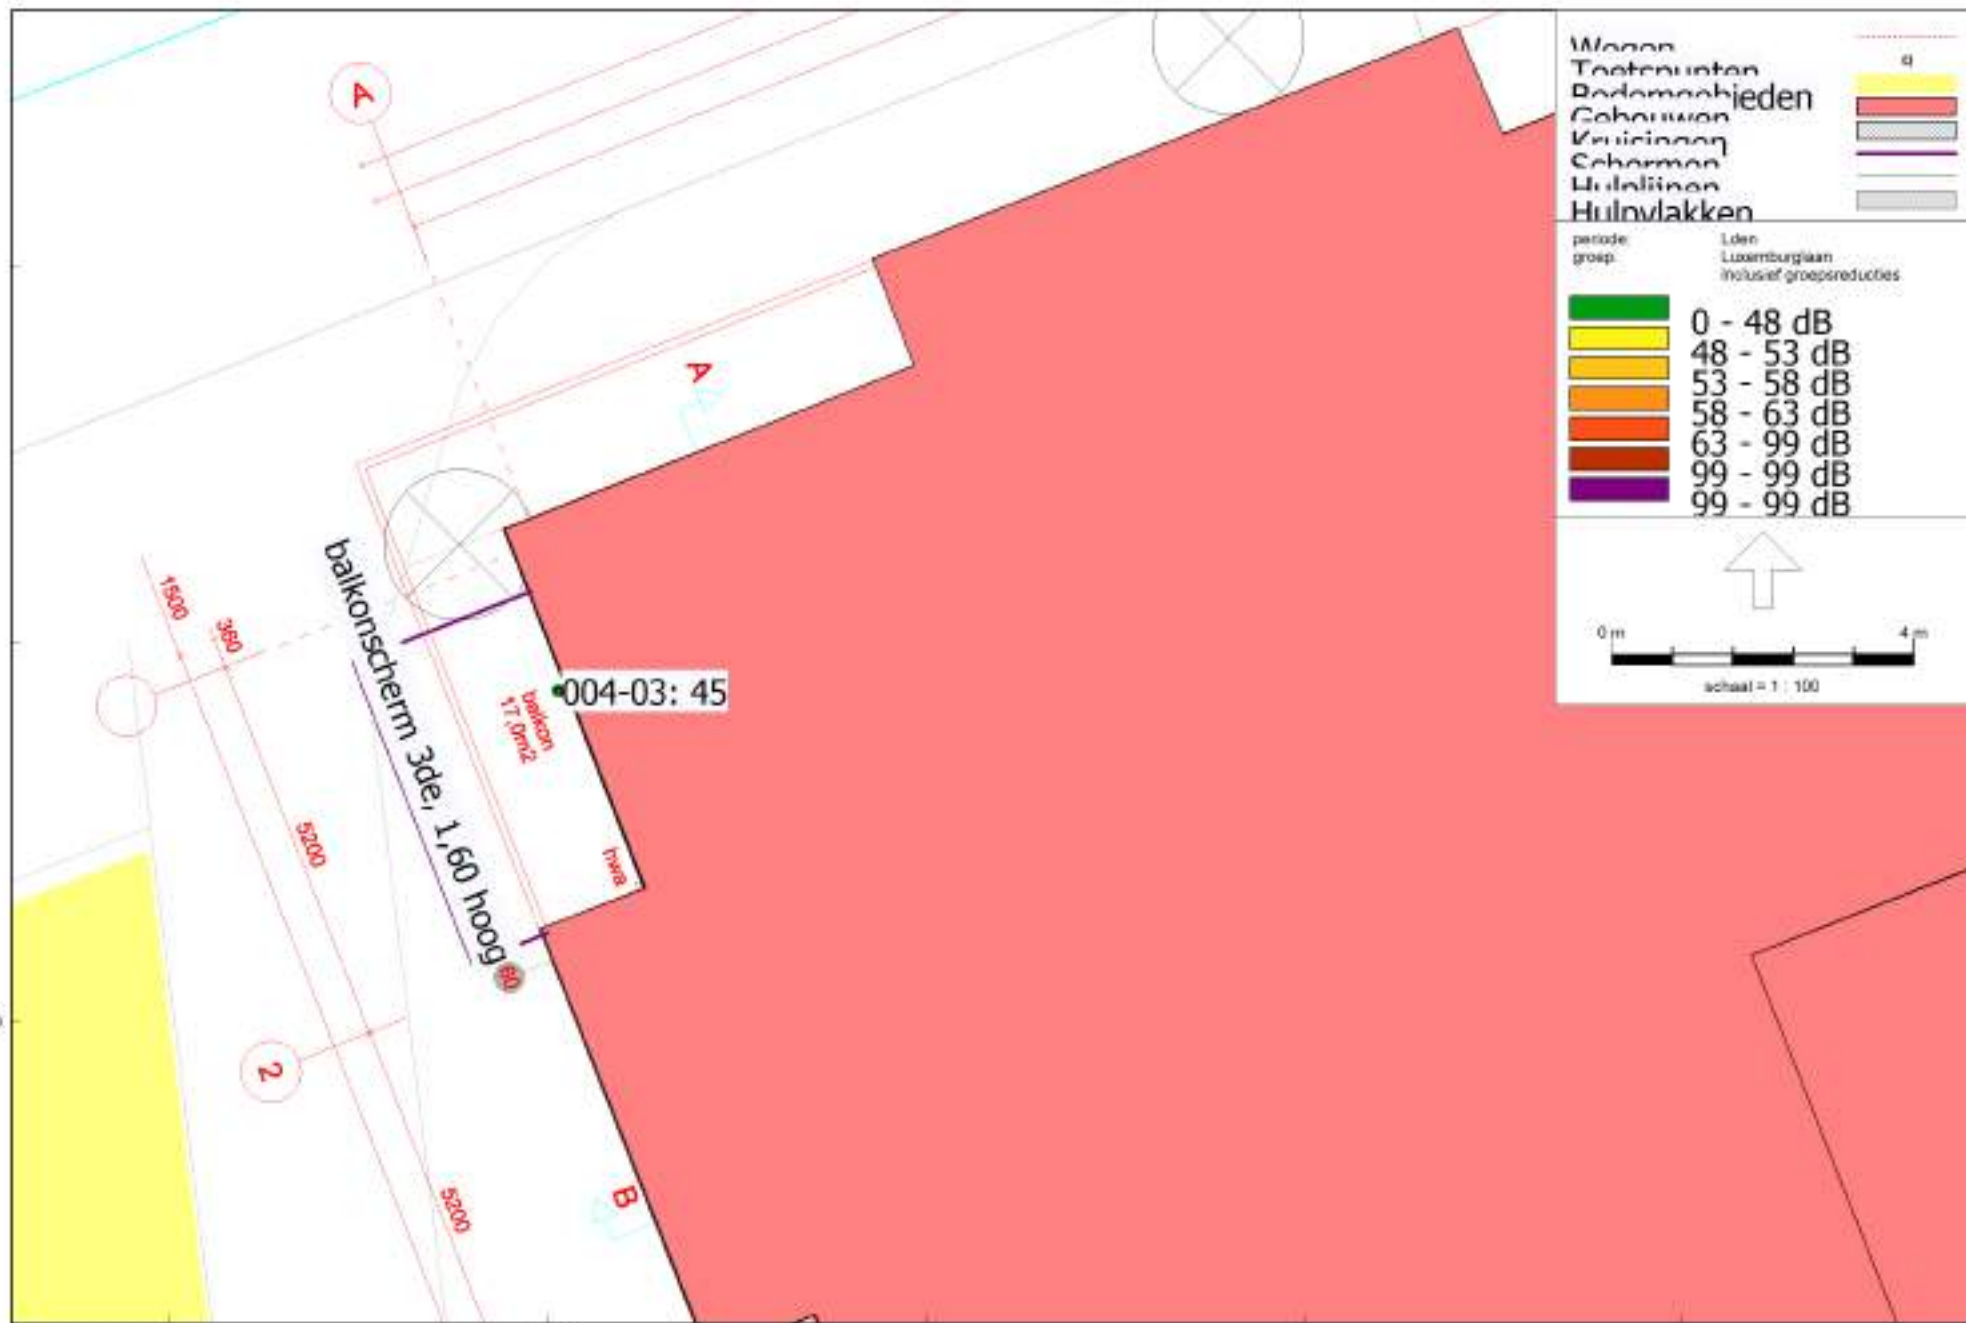 A
A
balkonscherm 3de, 1,60 hoog
1500
360
004-03: 45
balkon
17,0m2
5200
hwa
60
2
5200
B
Wegen
Toetspunten
Bodemgebieden
Gebouwen
Kruisingen
Schermen
Hulplijnen
Hulpvlakken
periode: Lden
groep: Luxemburglaan
Inclusief groepsreducties
0 - 48 dB
48 - 53 dB
53 - 58 dB
58 - 63 dB
63 - 99 dB
99 - 99 dB
99 - 99 dB
0 m 4 m
schaal = 1 : 100